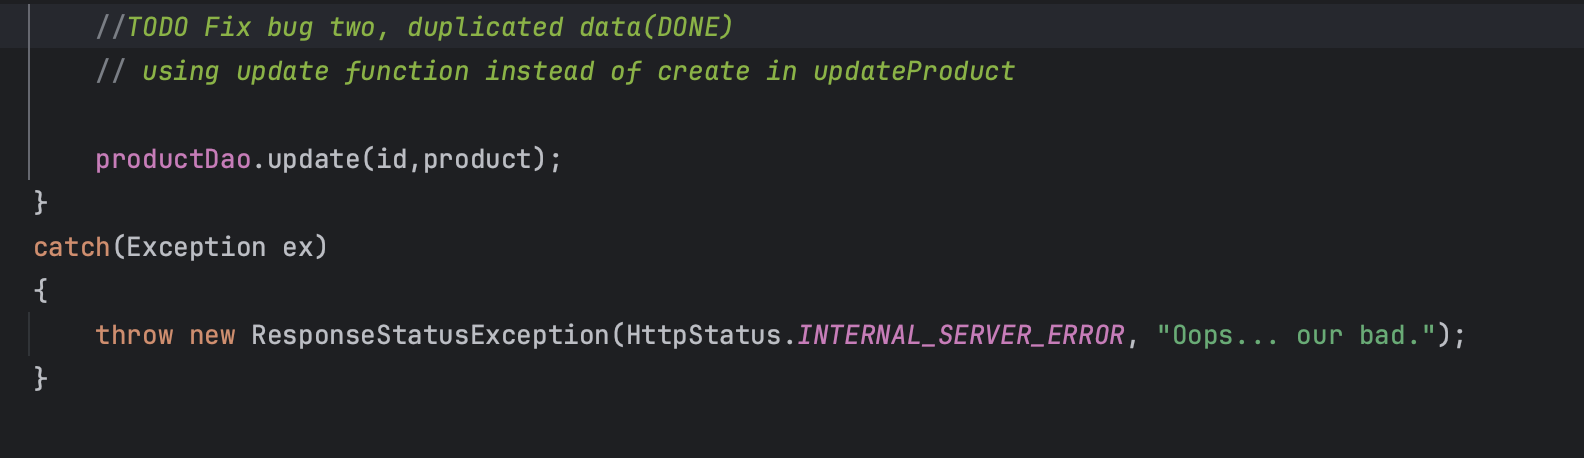 //TODO Fix bug two, duplicated data(DONE)
// using update function instead of create in updateProduct
productDao.update(id,product);
}
catch(Exception ex)
{
throw new ResponseStatusException(HttpStatus.INTERNAL_SERVER_ERROR, "Oops... our bad.");
}